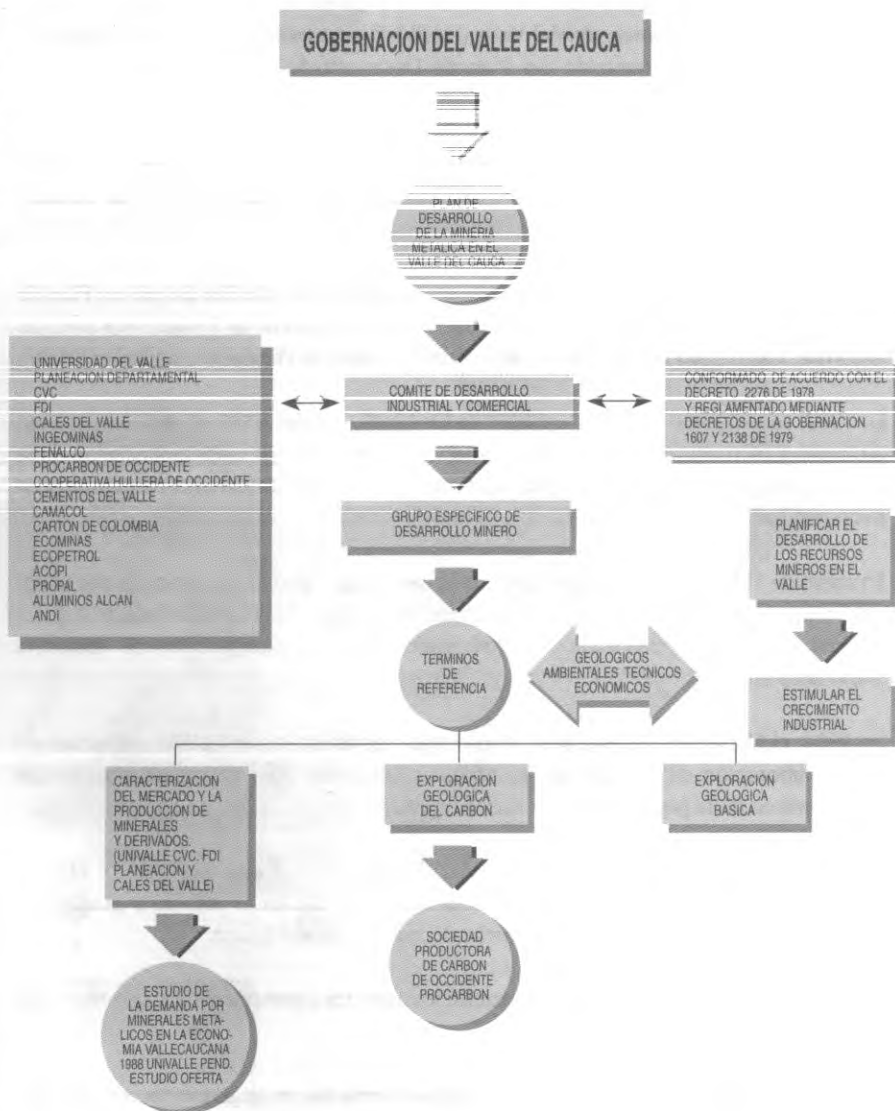 GOBERNACION DEL VALLE DEL CAUCA
PLAN DE
DESARROLLO
DE LA MINERIA
METALICA EN EL
VALLE DEL CAUCA
UNIVERSIDAD DEL VALLE
PLANEACION DEPARTAMENTAL
CVC
FDI
CALES DEL VALLE
INGEOMINAS
FENALCO
PROCARBON DE OCCIDENTE
COOPERATIVA HULLERA DE OCCIDENTE
CEMENTOS DEL VALLE
CAMACOL
CARTON DE COLOMBIA
ECOMINAS
ECOPETROL
ACOPI
PROPAL
ALUMINIOS ALCAN
ANDI
COMITE DE DESARROLLO
INDUSTRIAL Y COMERCIAL
CONFORMADO DE ACUERDO CON EL
DECRETO 2276 DE 1978
Y REGLAMENTADO MEDIANTE
DECRETOS DE LA GOBERNACION
1607 Y 2138 DE 1979
GRUPO ESPECIFICO DE
DESARROLLO MINERO
PLANIFICAR EL
DESARROLLO DE
LOS RECURSOS
MINEROS EN EL
VALLE
TERMINOS
DE
REFERENCIA
GEOLOGICOS
AMBIENTALES TECNICOS
ECONOMICOS
ESTIMULAR EL
CRECIMIENTO
INDUSTRIAL
CARACTERIZACION
DEL MERCADO Y LA
PRODUCCION DE
MINERALES
Y DERIVADOS.
(UNIVALLE CVC. FDI
PLANEACION Y
CALES DEL VALLE)
EXPLORACION
GEOLOGICA
DEL CARBON
EXPLORACION
GEOLOGICA
BASICA
SOCIEDAD
PRODUCTORA
DE CARBON
DE OCCIDENTE
PROCARBON
ESTUDIO DE
LA DEMANDA POR
MINERALES META-
LICOS EN LA ECONO-
MIA VALLECAUCANA
1988 UNIVALLE PEND.
ESTUDIO OFERTA